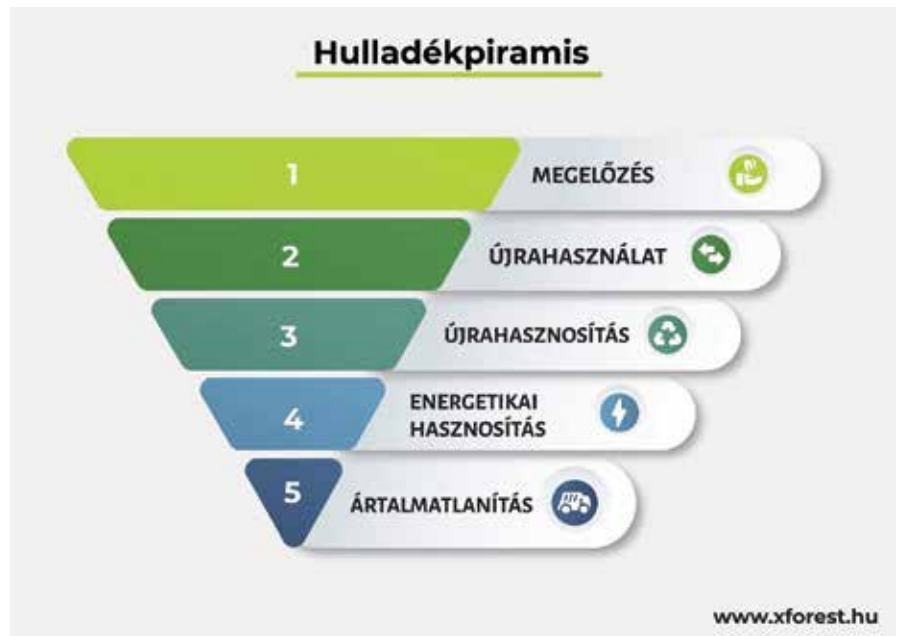 Hulladékpiramis
1
MEGELŐZÉS
2
ÚJRAHASZNÁLAT
3
ÚJRAHASZNOSÍTÁS
4
ENERGETIKAI
HASZNOSÍTÁS
5
ÁRTALMATLANÍTÁS
www.xforest.hu